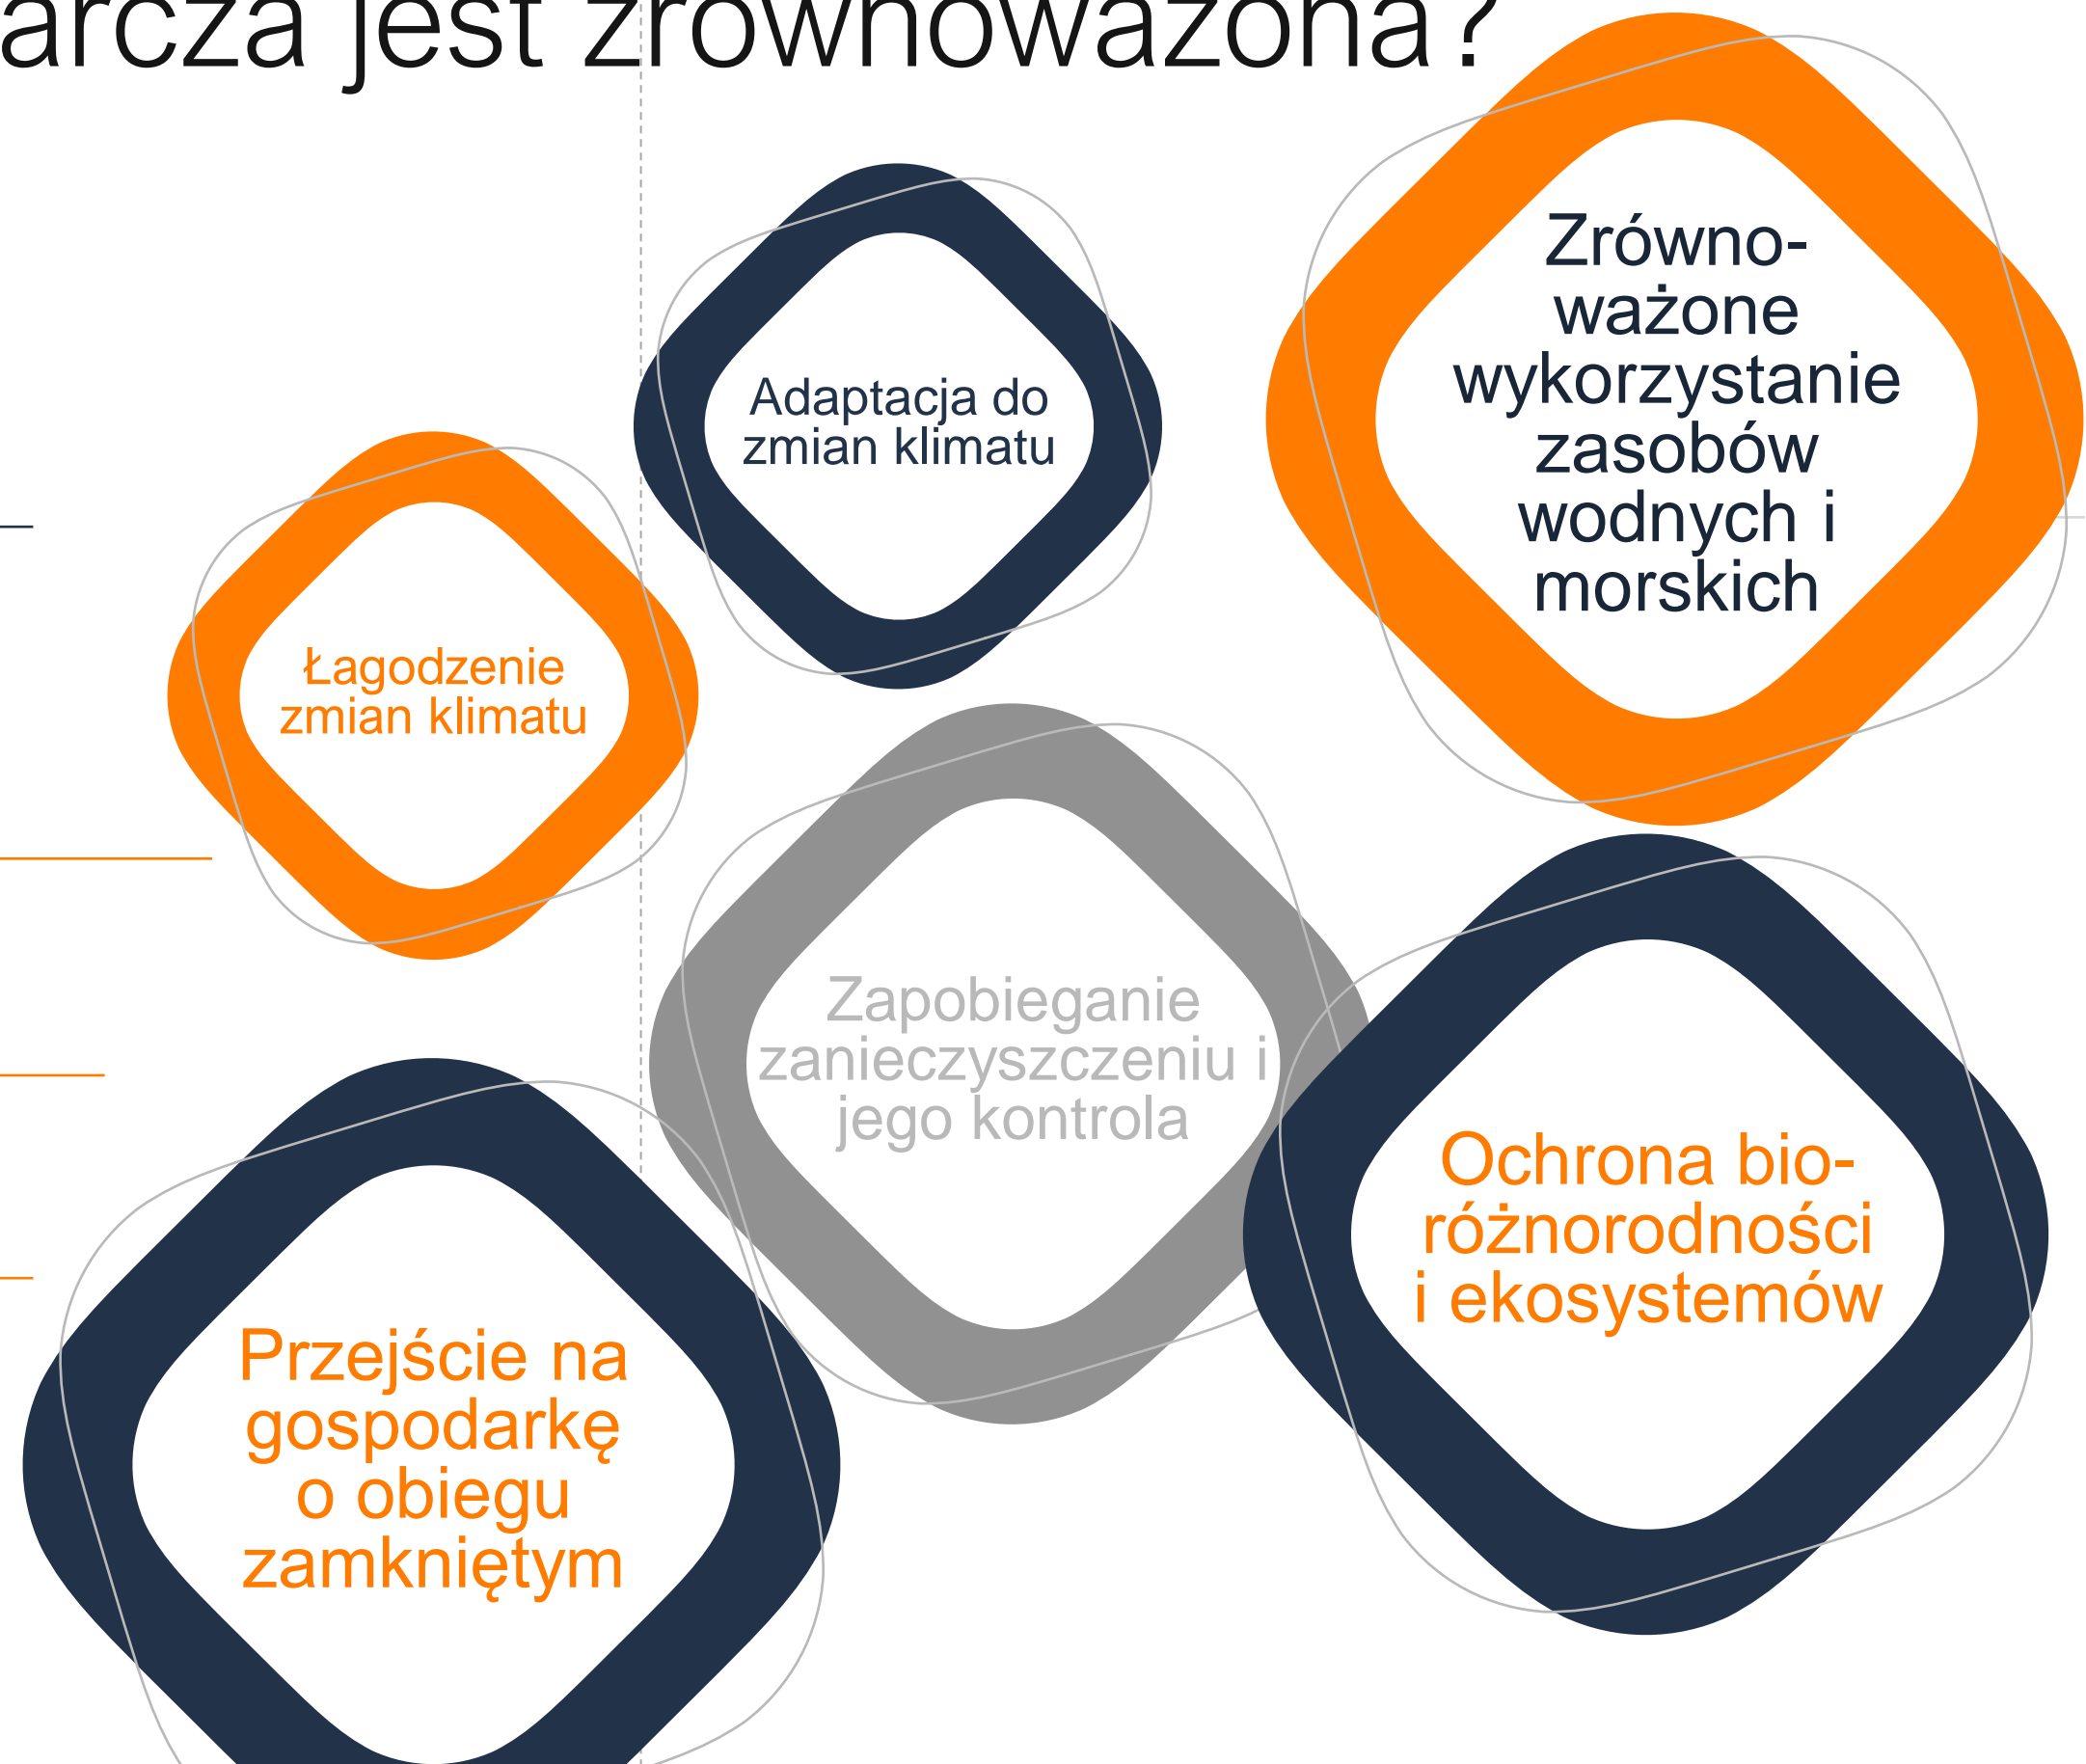 arcza jest zrównoważona?
Adaptacja do
zmian klimatu
Zrówno-
ważone
wykorzystanie
zasobów
wodnych i
morskich
Łagodzenie
zmian klimatu
Zapobieganie
zanieczyszczeniu i
jego kontrola
Ochrona bio-
różnorodności
i ekosystemów
Przejście na
gospodarkę
o obiegu
zamkniętym